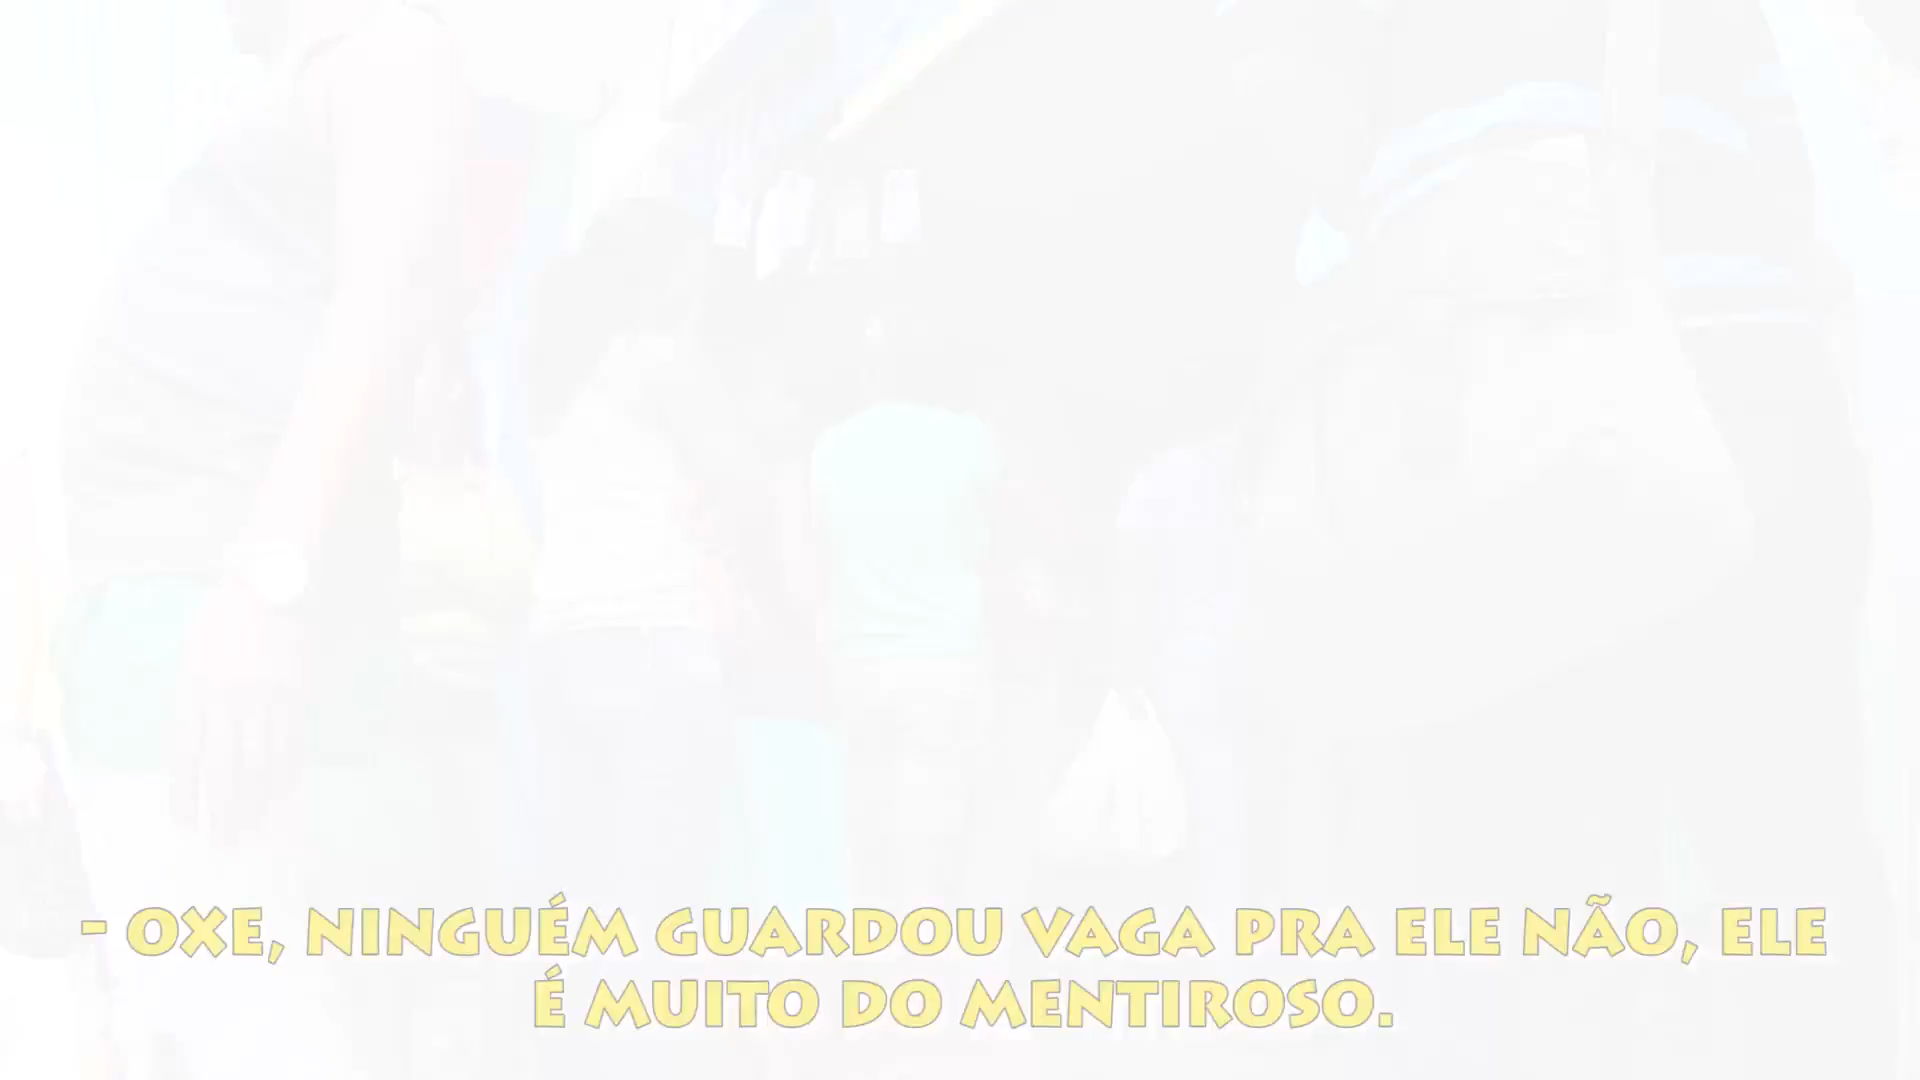 - OXE, NINGUÉM GUARDOU VAGA PRA ELE NÃO, ELE
É MUITO DO MENTIROSO.